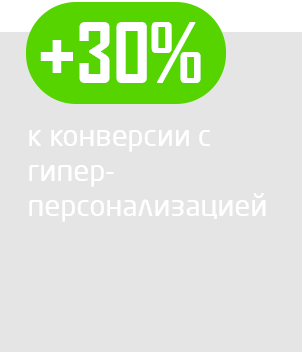 +30%
к конверсии с
гипер-
персонализацией